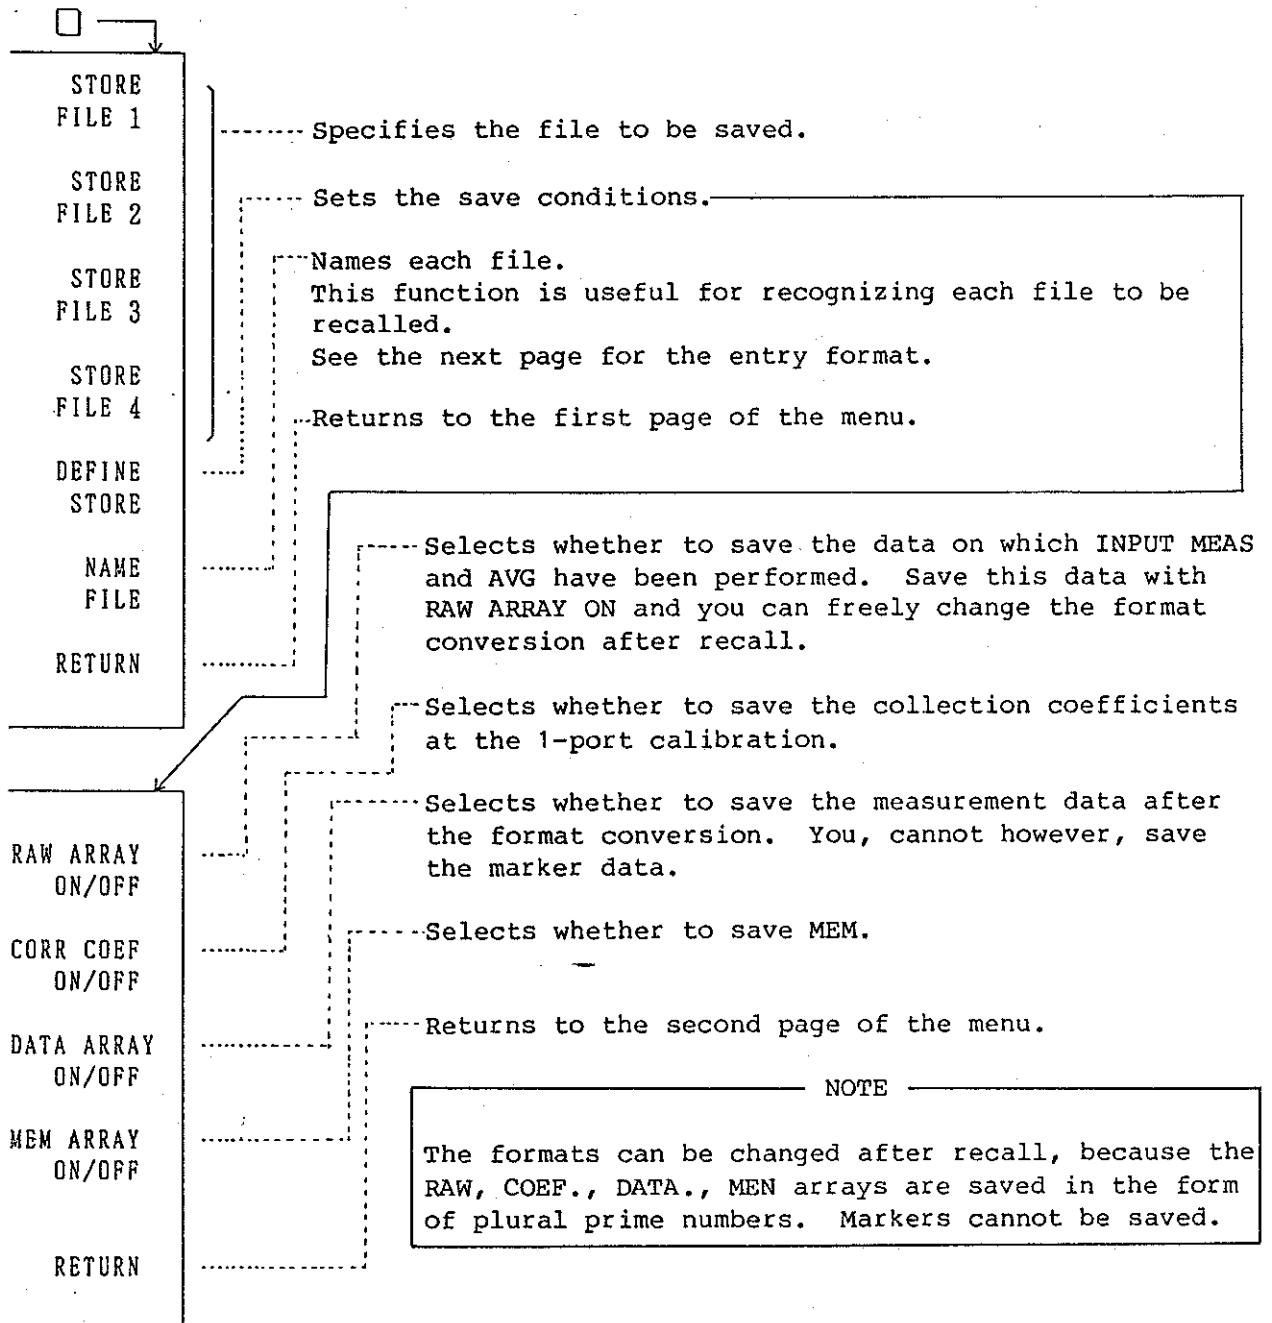 STORE
FILE 1
STORE
FILE 2
STORE
FILE 3
STORE
FILE 4
DEFINE
STORE
NAME
FILE
RETURN
Specifies the file to be saved.
Sets the save conditions.
Names each file.
This function is useful for recognizing each file to be
recalled.
See the next page for the entry format.
Returns to the first page of the menu.
RAW ARRAY
ON/OFF
CORR COEF
ON/OFF
DATA ARRAY
ON/OFF
MEM ARRAY
ON/OFF
RETURN
Selects whether to save the data on which INPUT MEAS
and AVG have been performed. Save this data with
RAW ARRAY ON and you can freely change the format
conversion after recall.
Selects whether to save the collection coefficients
at the 1-port calibration.
Selects whether to save the measurement data after
the format conversion. You, cannot however, save
the marker data.
Selects whether to save MEM.
Returns to the second page of the menu.
NOTE
The formats can be changed after recall, because the
RAW, COEF., DATA., MEN arrays are saved in the form
of plural prime numbers. Markers cannot be saved.